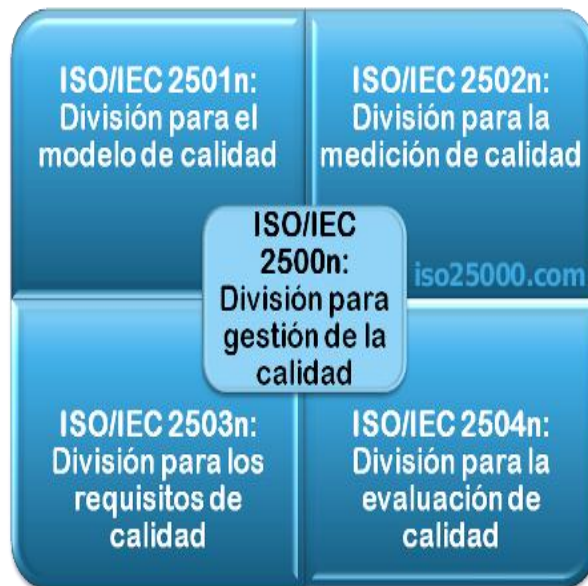 ISO/IEC 2501n:
División para el
modelo de calidad
ISO/IEC 2502n:
División para la
medición de calidad
ISO/IEC
2500n:
División para
gestión de la
calidad
iso25000.com
ISO/IEC 2503n:
División para los
requisitos de
calidad
ISO/IEC 2504n:
División para la
evaluación de
calidad